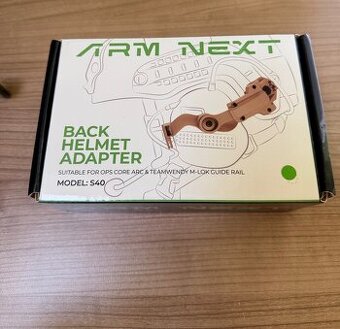 ARM NEXT
BACK
HELMET
ADAPTER
SUITABLE FOR OPS CORE ARC & TEAMWENDY M-LOK GUIDE RAIL
MODEL: S40